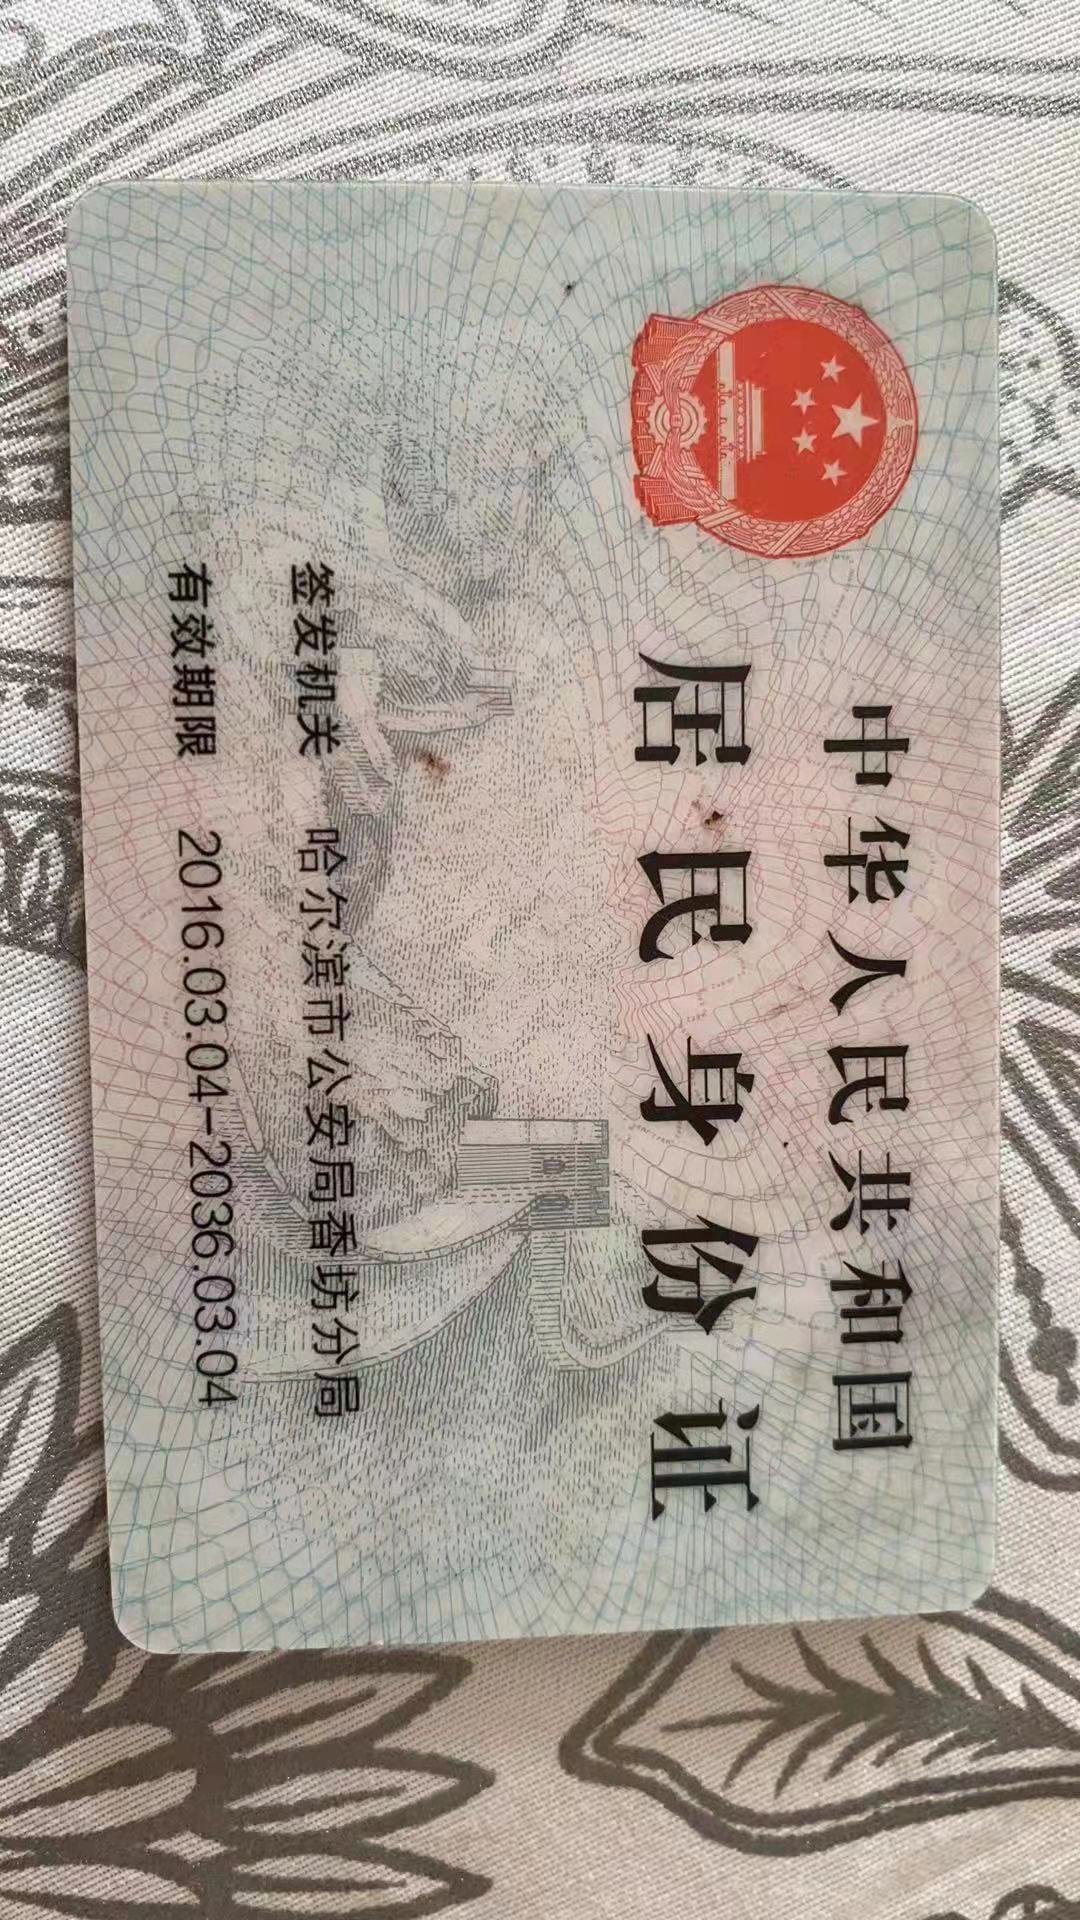 中华人民共和国
居民身份证
签发机关 哈尔滨市公安局香坊分局
有效期限 2016.03.04-2036.03.04